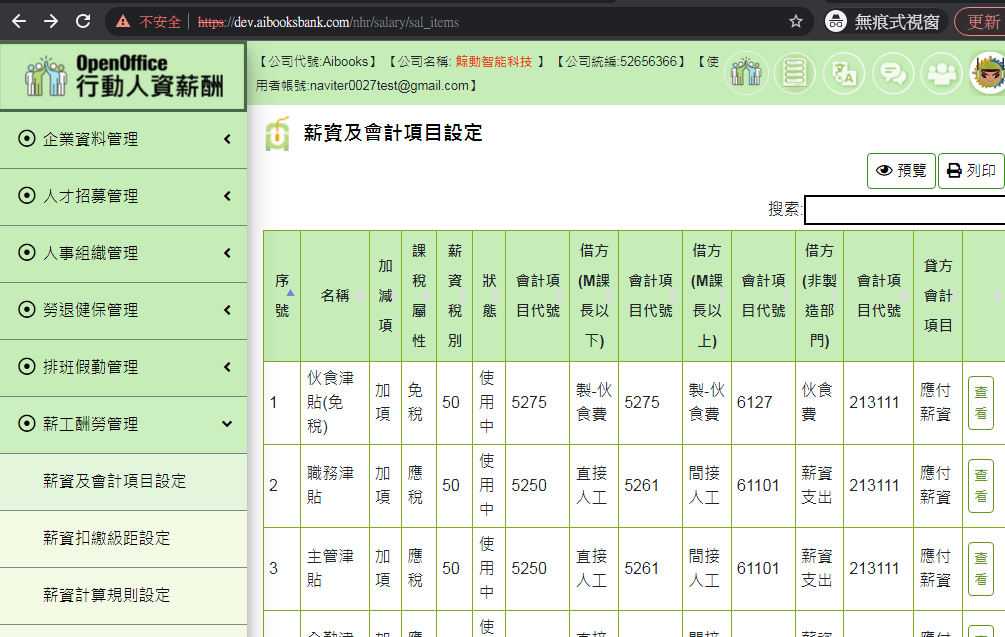 不安全 https://dev.aibooksbank.com/nhr/salary/sal_items 無痕式視窗 更新
OpenOffice
行動人資薪酬
【公司代號:Aibooks】 【公司名稱: 鯨動智能科技 】 【公司統編:52656366】 【使
用者帳號:naviter0027test@gmail.com】
企業資料管理
人才招募管理
人事組織管理
勞退健保管理
排班假勤管理
薪工酬勞管理
薪資及會計項目設定
薪資扣繳級距設定
薪資計算規則設定
薪資及會計項目設定
預覽 列印
搜索:
序號 名稱 加減項 課稅屬性 薪資稅別 狀態 會計項目代號 借方(M課長以下) 會計項目代號 借方(M課長以上) 會計項目代號 借方(非製造部門) 會計項目代號 貸方會計項目
1 伙食津貼(免稅) 加項 免稅 50 使用中 5275 製-伙食費 5275 製-伙食費 6127 伙食費 213111 應付薪資 查看
2 職務津貼 加項 應稅 50 使用中 5250 直接人工 5261 間接人工 61101 薪資支出 213111 應付薪資 查看
3 主管津貼 加項 應稅 50 使用中 5250 直接人工 5261 間接人工 61101 薪資支出 213111 應付薪資 查看
使